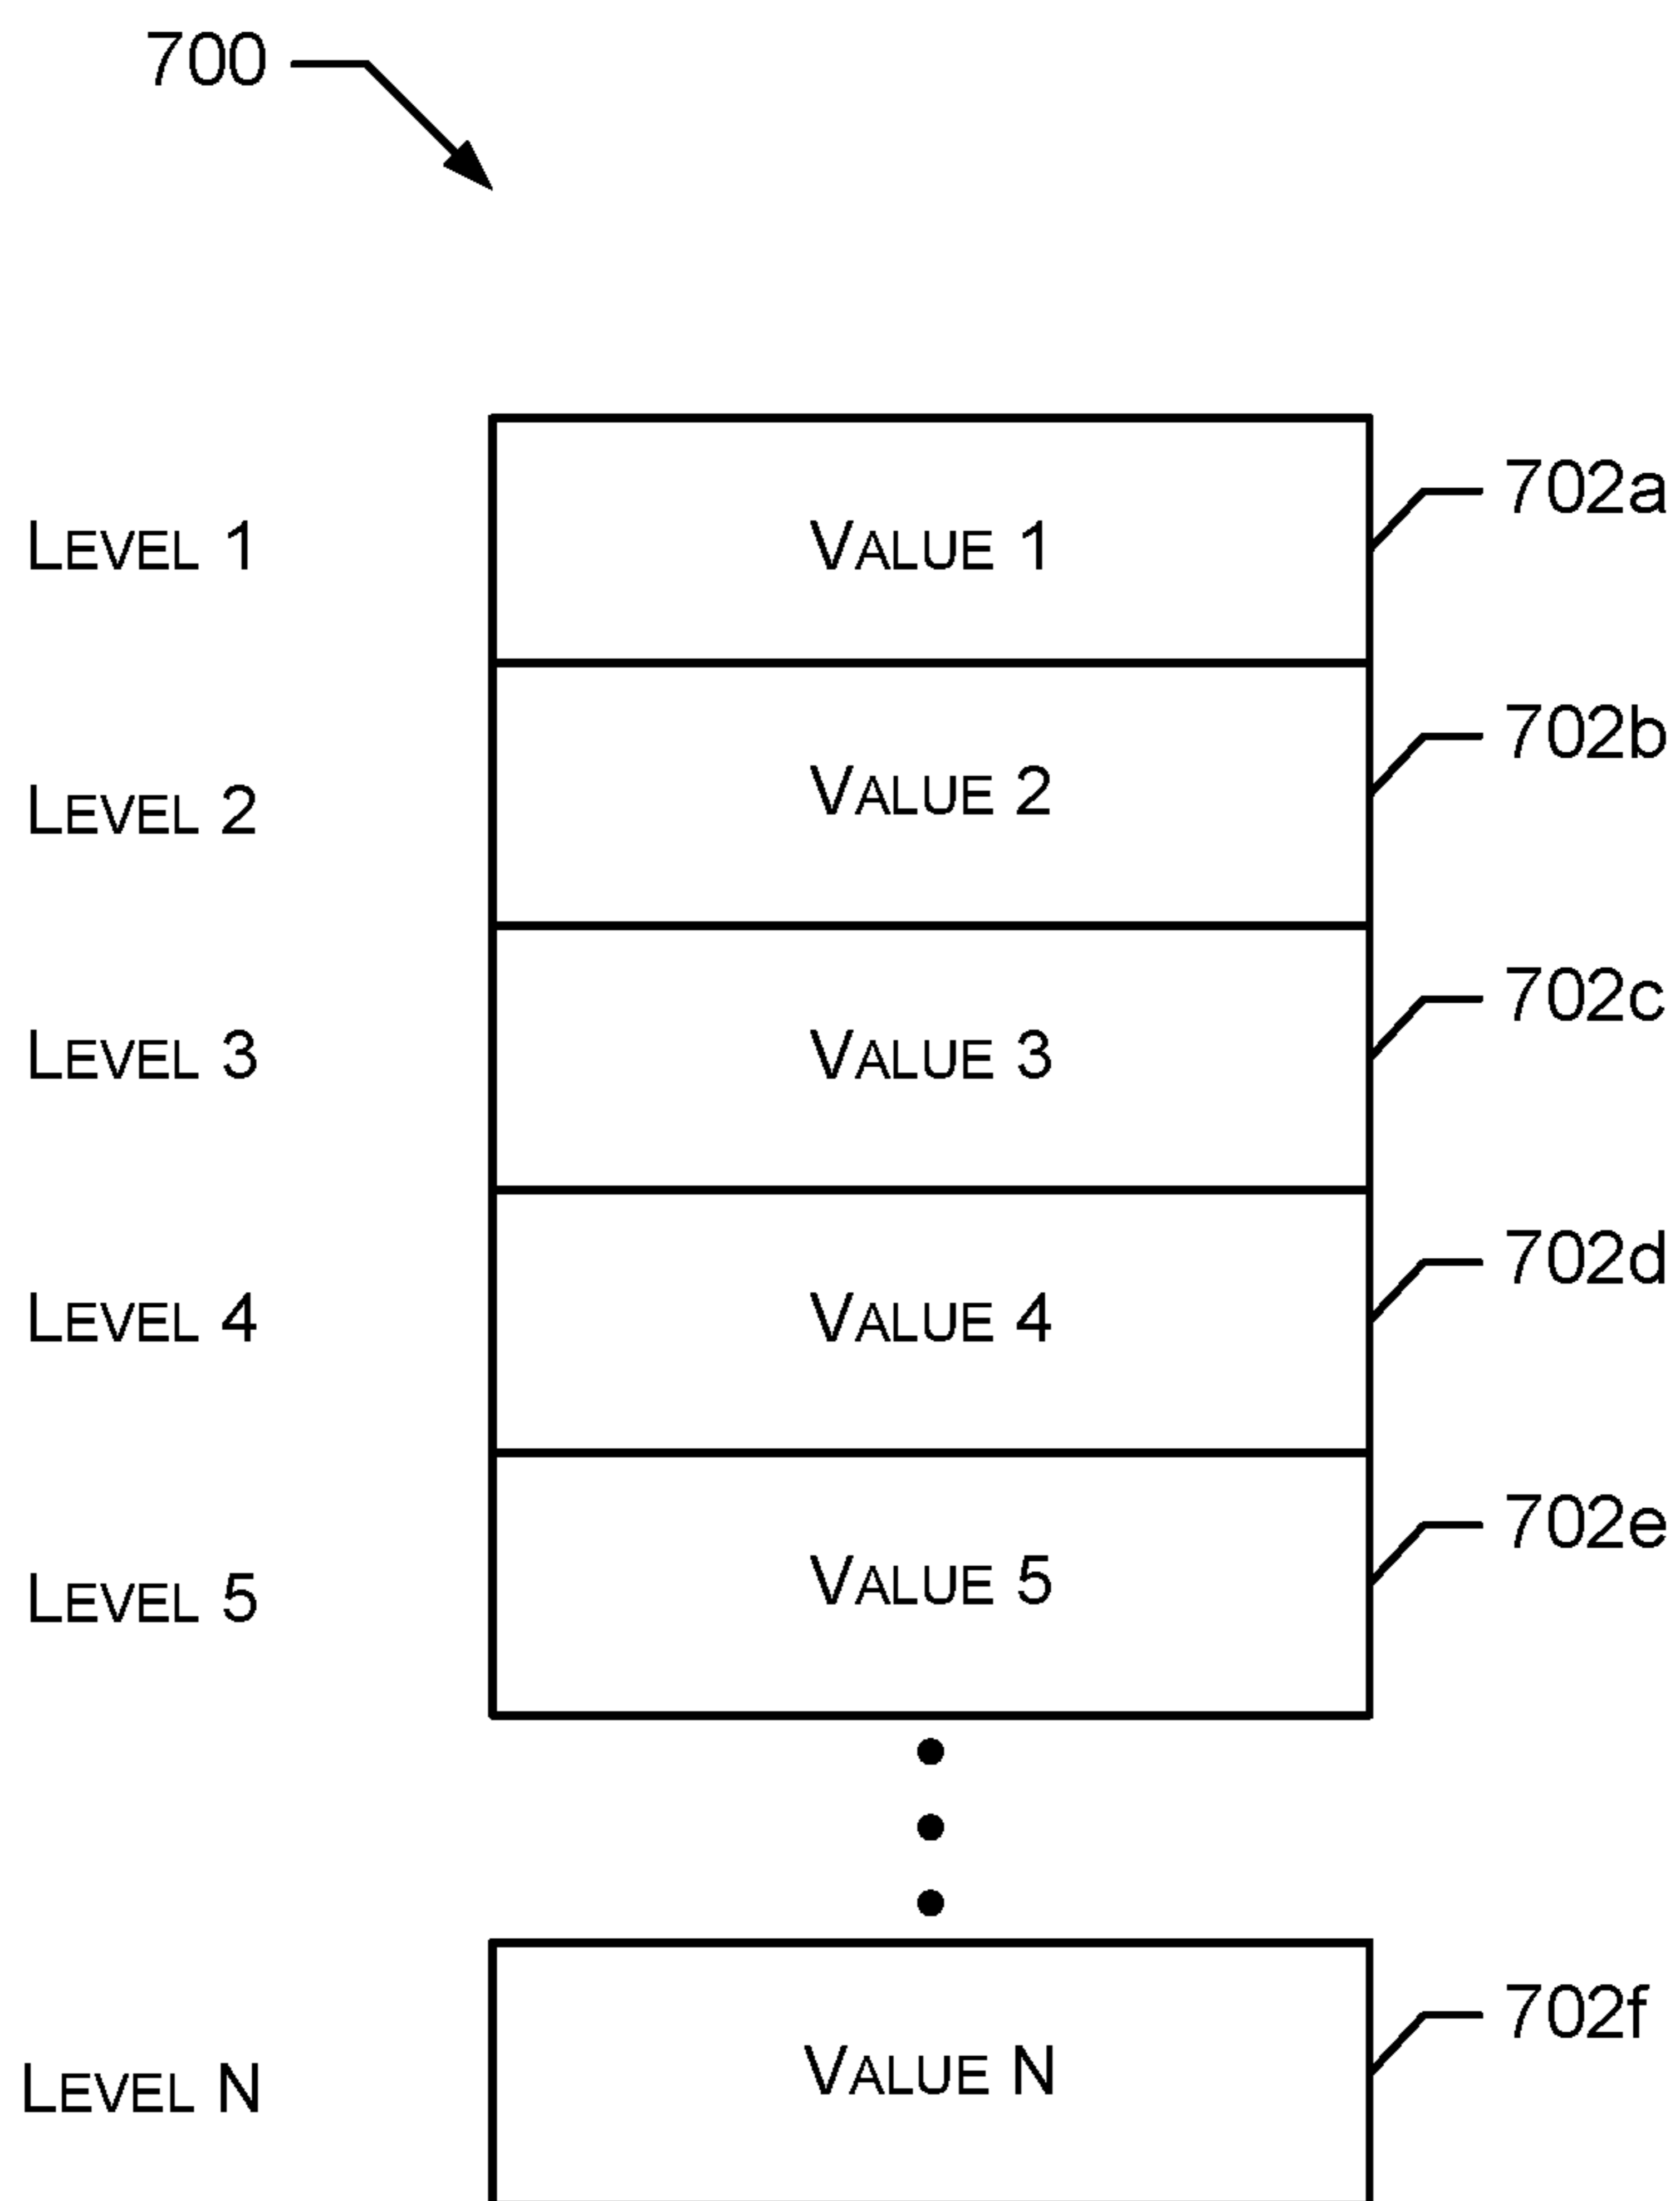 700
702a
LEVEL 1 VALUE 1
702b
LEVEL 2 VALUE 2
702c
LEVEL 3 VALUE 3
702d
LEVEL 4 VALUE 4
702e
LEVEL 5 VALUE 5
702f
LEVEL N VALUE N